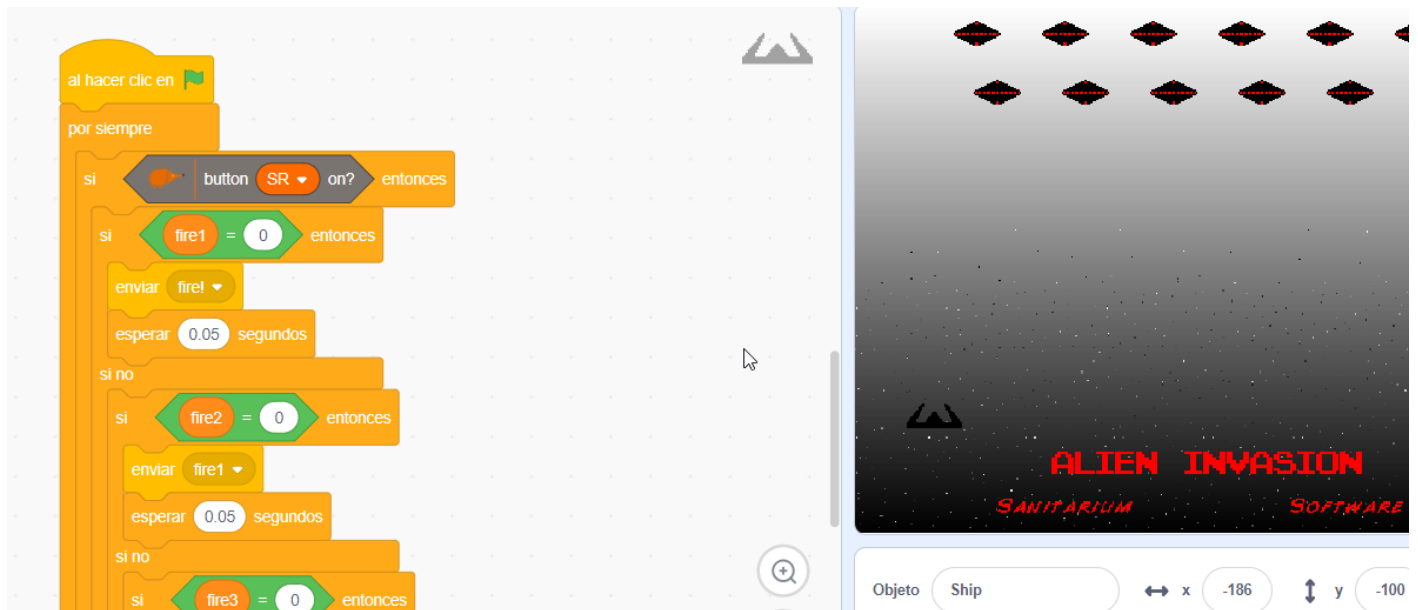 al hacer clic en
por siempre
si button SR on? entonces
si fire1 = 0 entonces
enviar fire!
esperar 0.05 segundos
si no
si fire2 = 0 entonces
enviar fire1
esperar 0.05 segundos
si no
si fire3 = 0 entonces
ALIEN INVASION
SANITARIUM SOFTWARE
Objeto Ship x -186 y -100